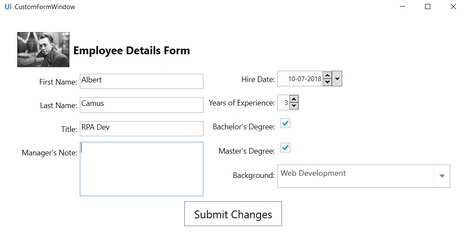 Ui CustomFormWindow
Employee Details Form
First Name: Albert
Last Name: Camus
Title: RPA Dev
Manager's Note:
Hire Date: 10-07-2018
Years of Experience: 3
Bachelor's Degree:
Master's Degree:
Background: Web Development
Submit Changes